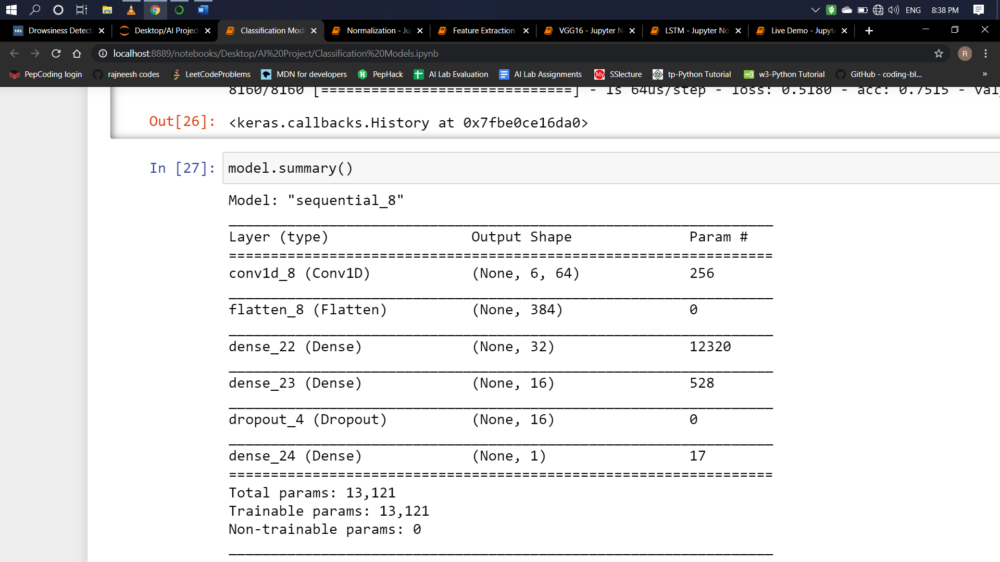 ENG 8:38 PM
tds Drowsiness Detecti
Desktop/AI Project
Classification Mode
Normalization - Ju
Feature Extraction
VGG16 - Jupyter N
LSTM - Jupyter No
Live Demo - Jupyte
localhost:8889/notebooks/Desktop/AI%20Project/Classification%20Models.ipynb
R
PepCoding login
rajneesh codes
LeetCodeProblems
MDN for developers
H PepHack
AI Lab Evaluation
AI Lab Assignments
My SSlecture
tp-Python Tutorial
w3 w3-Python Tutorial
GitHub - coding-bl...
»
8160/8160 [==============================] - 1s 64us/step - loss: 0.5180 - acc: 0.7515 - val_
Out[26]: <keras.callbacks.History at 0x7fbe0ce16da0>
In [27]: model.summary()
Model: "sequential_8"
_________________________________________________________________
Layer (type) Output Shape Param #
=================================================================
conv1d_8 (Conv1D) (None, 6, 64) 256
_________________________________________________________________
flatten_8 (Flatten) (None, 384) 0
_________________________________________________________________
dense_22 (Dense) (None, 32) 12320
_________________________________________________________________
dense_23 (Dense) (None, 16) 528
_________________________________________________________________
dropout_4 (Dropout) (None, 16) 0
_________________________________________________________________
dense_24 (Dense) (None, 1) 17
=================================================================
Total params: 13,121
Trainable params: 13,121
Non-trainable params: 0
_________________________________________________________________